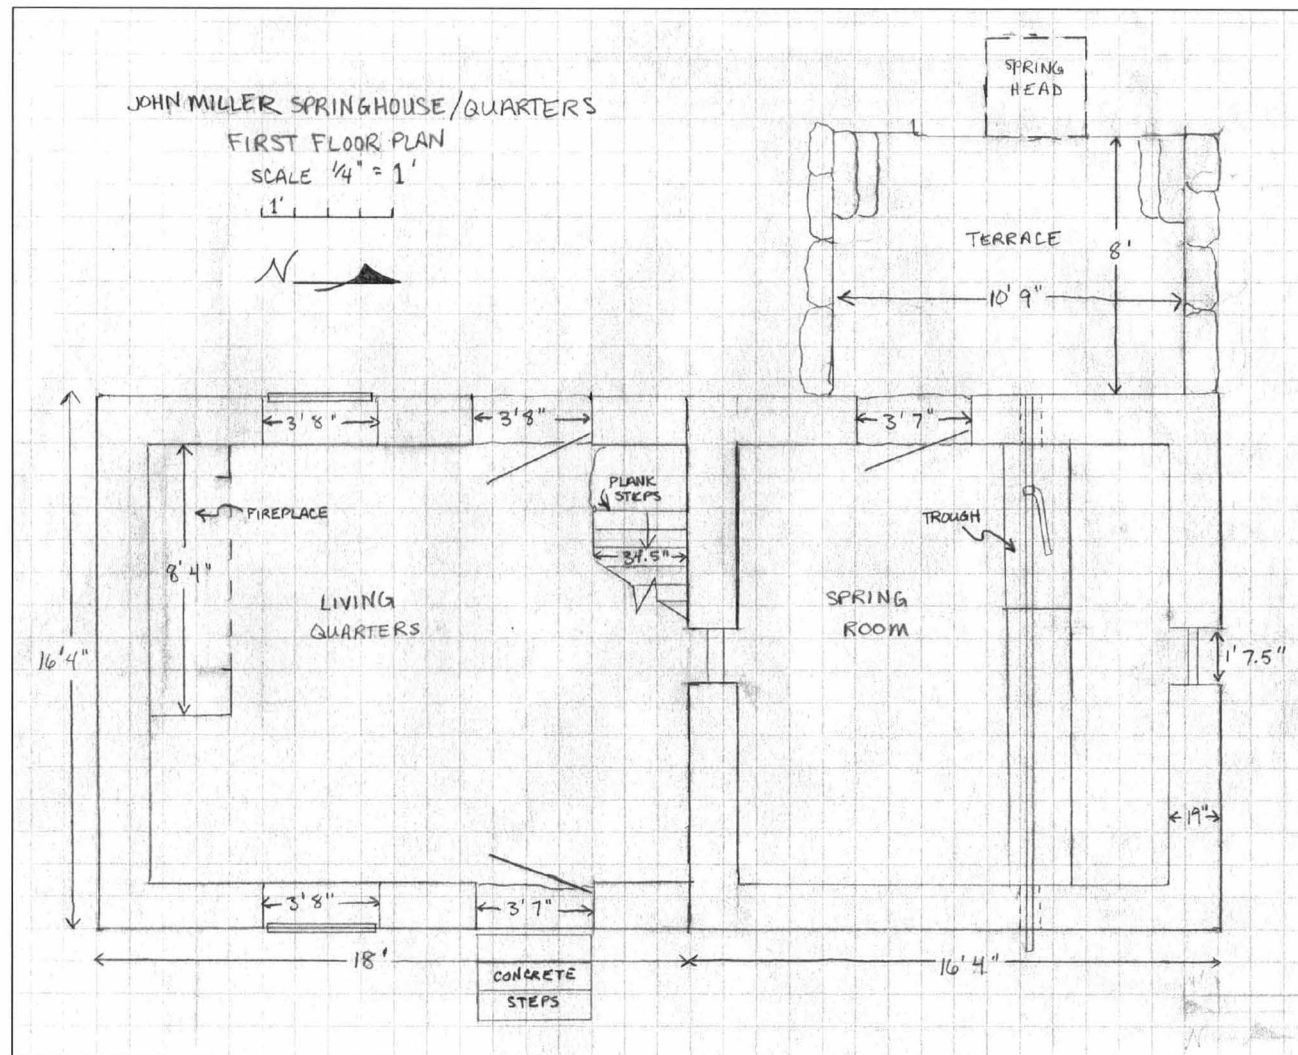 JOHN MILLER SPRINGHOUSE/QUARTERS
FIRST FLOOR PLAN
SCALE 1/4" = 1'
1'
N
SPRING
HEAD
TERRACE
8'
10' 9"
3'8"
3'8"
3'7"
PLANK
STEPS
FIREPLACE
TROUGH
34.5"
8'4"
LIVING
QUARTERS
SPRING
ROOM
16'4"
1' 7.5"
19"
3'8"
3'7"
18'
16'4"
CONCRETE
STEPS